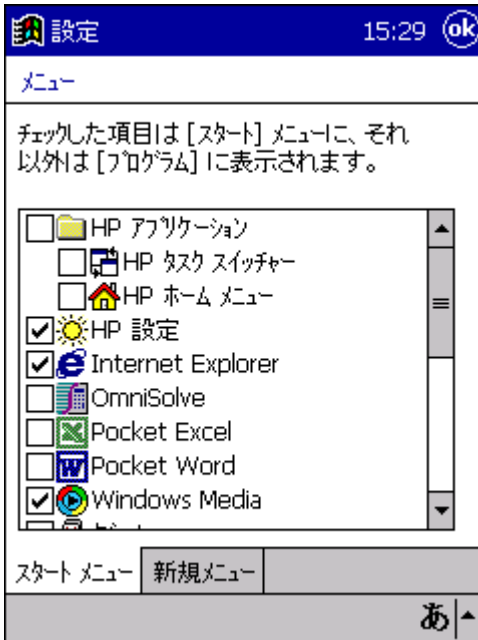 設定 15:29 ok
メニュー
チェックした項目は [スタート] メニューに、それ
以外は [プログラム] に表示されます。
HP アプリケーション
HP タスク スイッチャー
HP ホーム メニュー
HP 設定
Internet Explorer
OmniSolve
Pocket Excel
Pocket Word
Windows Media
スタート メニュー 新規メニュー
あ